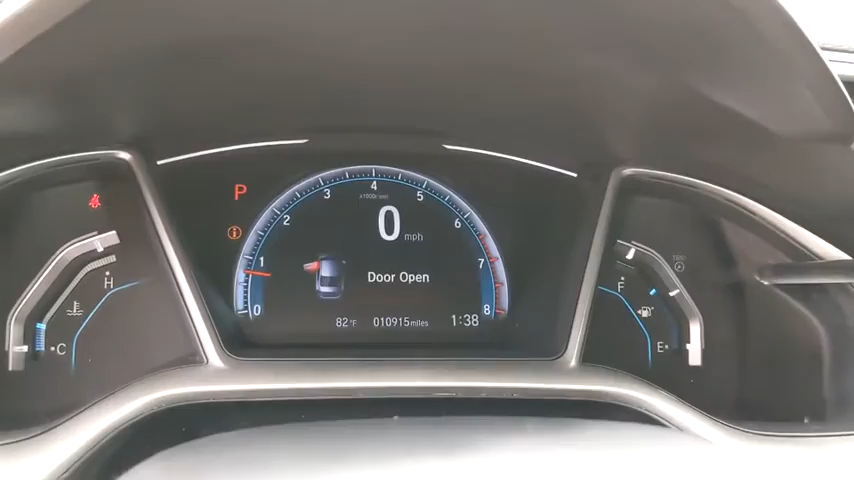 P
4
x1000r/min
3
5
2
6
0
mph
1
7
TRIP
H
F
Door Open
0
8
C
82°F
010915miles
1:38
E